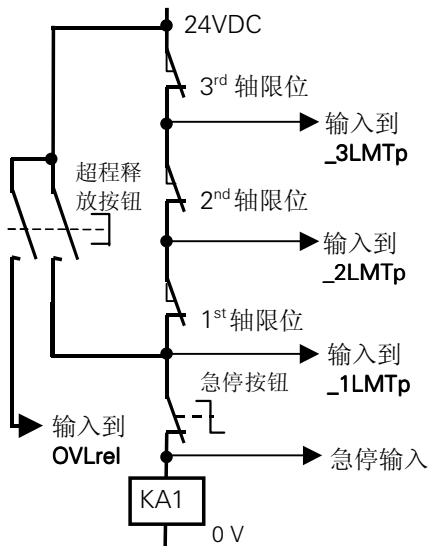 24VDC
3rd 轴限位
输入到
_3LMTp
超程释
放按钮
2nd 轴限位
输入到
_2LMTp
1st 轴限位
输入到
_1LMTp
急停按钮
输入到
OVLrel
急停输入
KA1
0 V